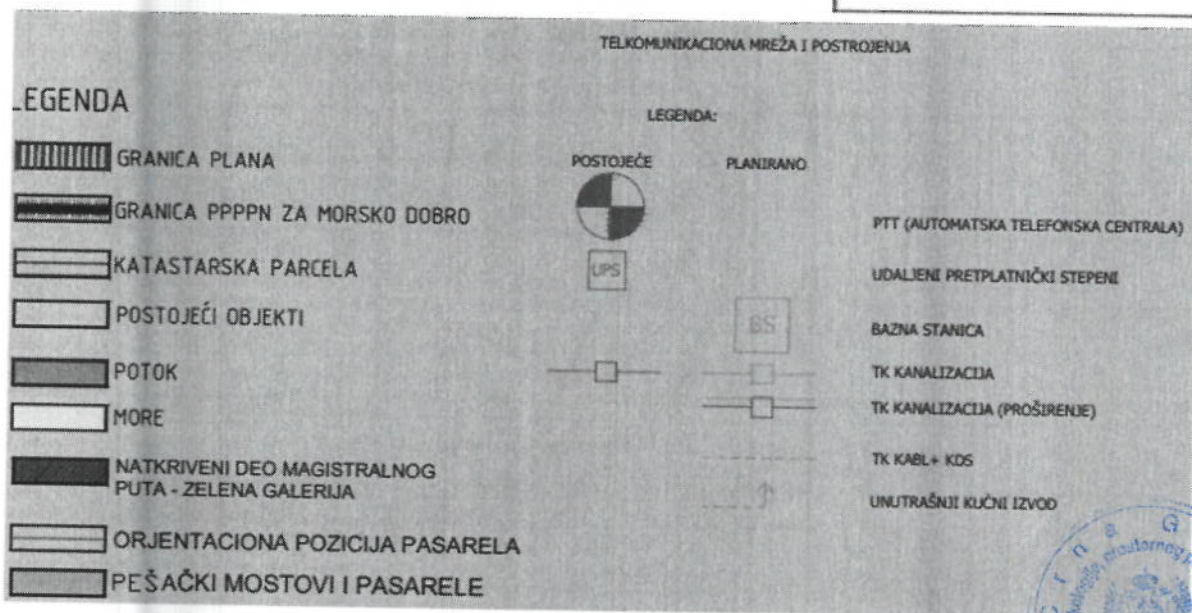 TELKOMUNIKACIONA MREŽA I POSTROJENJA
LEGENDA
GRANICA PLANA
GRANICA PPPPN ZA MORSKO DOBRO
KATASTARSKA PARCELA
POSTOJEĆI OBJEKTI
POTOK
MORE
NATKRIVENI DEO MAGISTRALNOG
PUTA - ZELENA GALERIJA
ORJENTACIONA POZICIJA PASARELA
PEŠAČKI MOSTOVI I PASARELE
LEGENDA:
POSTOJEĆE PLANIRANO
PTT (AUTOMATSKA TELEFONSKA CENTRALA)
UPS UDALJENI PRETPLATNIČKI STEPENI
BS BAZNA STANICA
TK KANALIZACIJA
TK KANALIZACIJA (PROŠIRENJE)
TK KABL+ KDS
UNUTRAŠNJI KUĆNI IZVOD